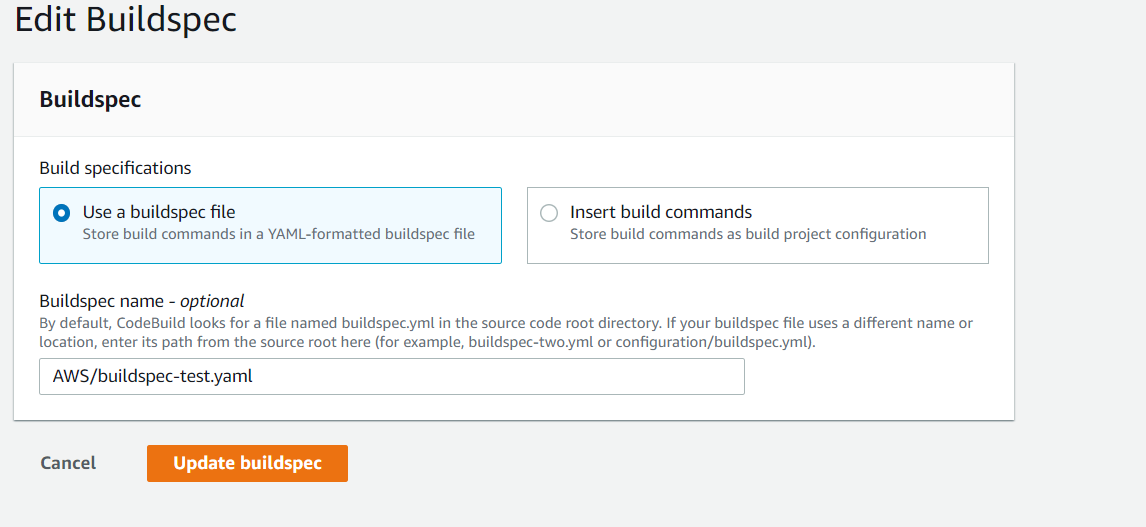 Edit Buildspec
Buildspec
Build specifications
Use a buildspec file
Store build commands in a YAML-formatted buildspec file
Insert build commands
Store build commands as build project configuration
Buildspec name - optional
By default, CodeBuild looks for a file named buildspec.yml in the source code root directory. If your buildspec file uses a different name or
location, enter its path from the source root here (for example, buildspec-two.yml or configuration/buildspec.yml).
AWS/buildspec-test.yaml
Cancel
Update buildspec